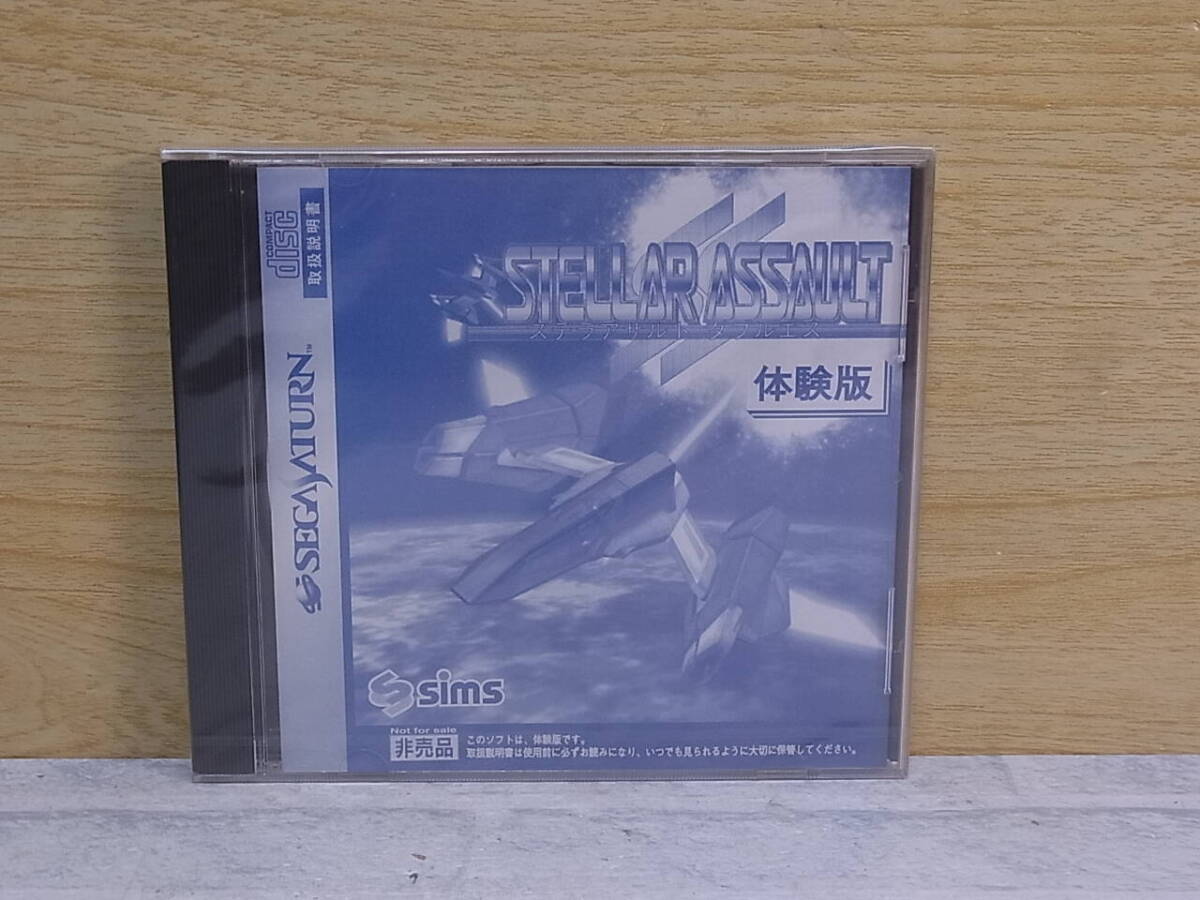 COMPACT
disc
取扱説明書
SEGA SATURN™
STELLAR ASSAULT
SS
ステラアサルト ダブルエス
体験版
sims
Not for sale
非売品
このソフトは、体験版です。
取扱説明書は使用前に必ずお読みになり、いつでも見られるように大切に保管してください。